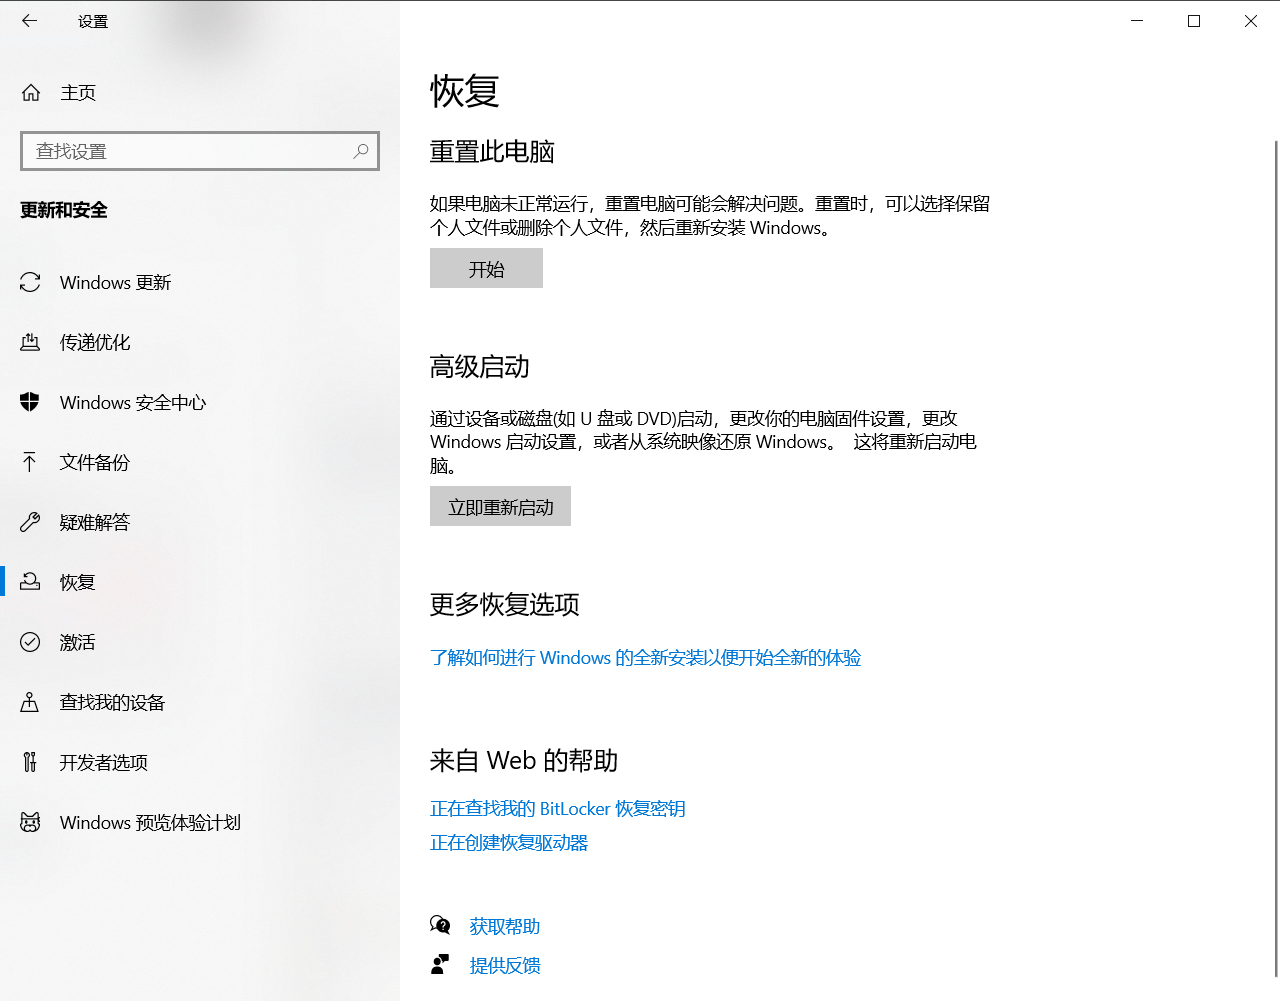 设置
主页
查找设置
更新和安全
Windows 更新
传递优化
Windows 安全中心
文件备份
疑难解答
恢复
激活
查找我的设备
开发者选项
Windows 预览体验计划
恢复
重置此电脑
如果电脑未正常运行，重置电脑可能会解决问题。重置时，可以选择保留
个人文件或删除个人文件，然后重新安装 Windows。
开始
高级启动
通过设备或磁盘(如 U 盘或 DVD)启动，更改你的电脑固件设置，更改
Windows 启动设置，或者从系统映像还原 Windows。 这将重新启动电
脑。
立即重新启动
更多恢复选项
了解如何进行 Windows 的全新安装以便开始全新的体验
来自 Web 的帮助
正在查找我的 BitLocker 恢复密钥
正在创建恢复驱动器
获取帮助
提供反馈